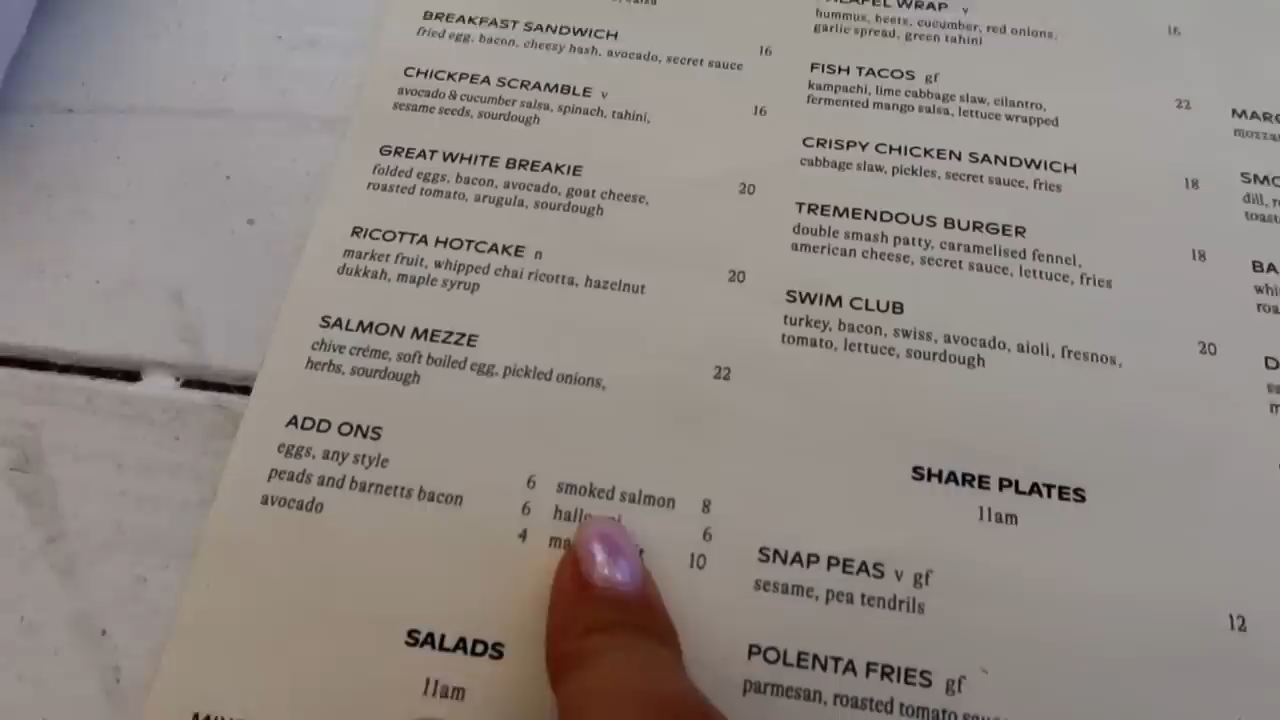 BREAKFAST SANDWICH
fried egg, bacon, cheesy hash, avocado, secret sauce 16
CHICKPEA SCRAMBLE v
avocado & cucumber salsa, spinach, tahini, 16
sesame seeds, sourdough
GREAT WHITE BREAKIE
folded eggs, bacon, avocado, goat cheese, 20
roasted tomato, arugula, sourdough
RICOTTA HOTCAKE n
market fruit, whipped chai ricotta, hazelnut 20
dukkah, maple syrup
SALMON MEZZE
chive crème, soft boiled egg, pickled onions, 22
herbs, sourdough
ADD ONS
eggs, any style 6 smoked salmon 8
peads and barnetts bacon 6 6
avocado 4 10
SALADS
11am
WRAP v
hummus, beets, cucumber, red onions, 16
garlic spread, green tahini
FISH TACOS gf
kampachi, lime cabbage slaw, cilantro, 22
fermented mango salsa, lettuce wrapped
CRISPY CHICKEN SANDWICH
cabbage slaw, pickles, secret sauce, fries 18
TREMENDOUS BURGER
double smash patty, caramelised fennel, 18
american cheese, secret sauce, lettuce, fries
SWIM CLUB
turkey, bacon, swiss, avocado, aioli, fresnos, 20
tomato, lettuce, sourdough
SHARE PLATES
11am
SNAP PEAS v gf
sesame, pea tendrils 12
POLENTA FRIES gf
parmesan, roasted tomato